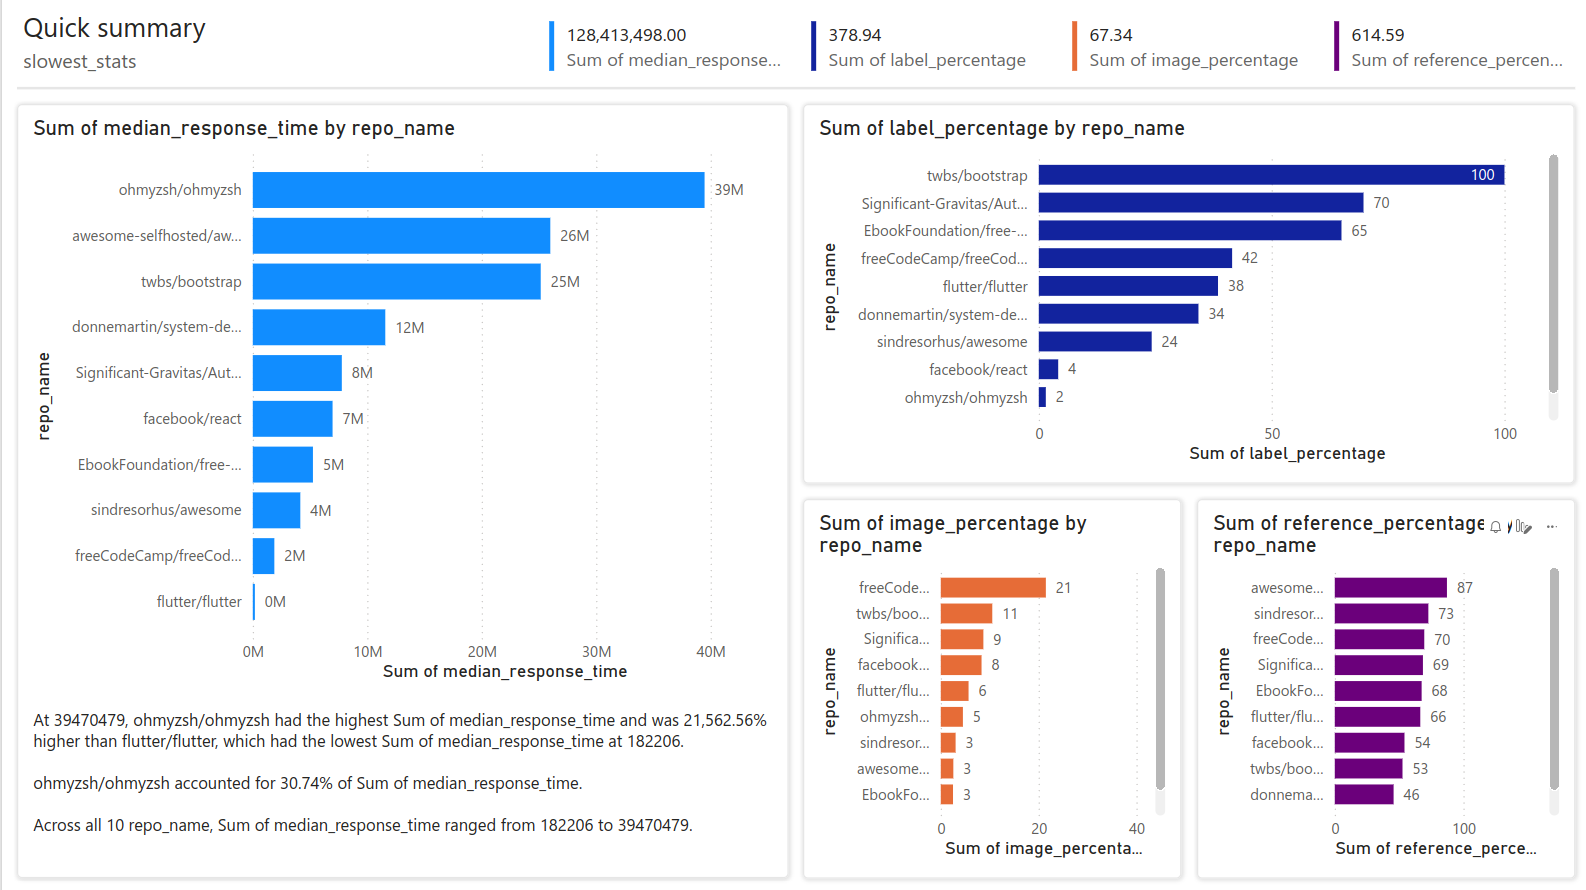 Quick summary
slowest_stats
128,413,498.00
Sum of median_response...
378.94
Sum of label_percentage
67.34
Sum of image_percentage
614.59
Sum of reference_percen...
Sum of median_response_time by repo_name
repo_name
ohmyzsh/ohmyzsh 39M
awesome-selfhosted/aw... 26M
twbs/bootstrap 25M
donnemartin/system-de... 12M
Significant-Gravitas/Aut... 8M
facebook/react 7M
EbookFoundation/free-... 5M
sindresorhus/awesome 4M
freeCodeCamp/freeCod... 2M
flutter/flutter 0M
0M 10M 20M 30M 40M
Sum of median_response_time
At 39470479, ohmyzsh/ohmyzsh had the highest Sum of median_response_time and was 21,562.56%
higher than flutter/flutter, which had the lowest Sum of median_response_time at 182206.
ohmyzsh/ohmyzsh accounted for 30.74% of Sum of median_response_time.
Across all 10 repo_name, Sum of median_response_time ranged from 182206 to 39470479.
Sum of label_percentage by repo_name
repo_name
twbs/bootstrap 100
Significant-Gravitas/Aut... 70
EbookFoundation/free-... 65
freeCodeCamp/freeCod... 42
flutter/flutter 38
donnemartin/system-de... 34
sindresorhus/awesome 24
facebook/react 4
ohmyzsh/ohmyzsh 2
0 50 100
Sum of label_percentage
Sum of image_percentage by
repo_name
repo_name
freeCode... 21
twbs/boo... 11
Significa... 9
facebook... 8
flutter/flu... 6
ohmyzsh... 5
sindresor... 3
awesome... 3
EbookFo... 3
0 20 40
Sum of image_percenta...
Sum of reference_percentage
repo_name
repo_name
awesome... 87
sindresor... 73
freeCode... 70
Significa... 69
EbookFo... 68
flutter/flu... 66
facebook... 54
twbs/boo... 53
donnema... 46
0 100
Sum of reference_perce...